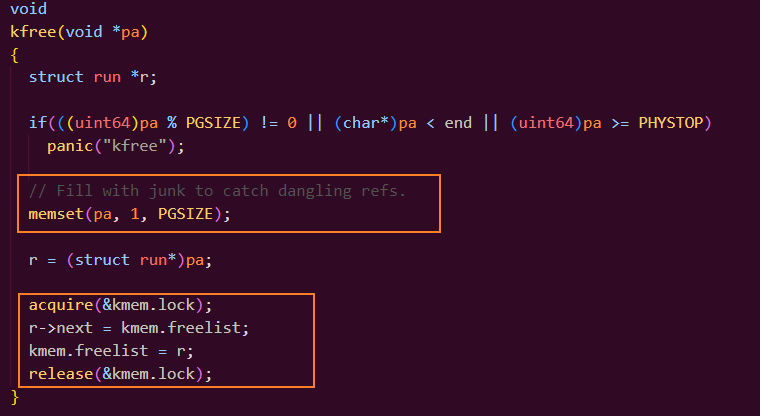 void
kfree(void *pa)
{
struct run *r;
if(((uint64)pa % PGSIZE) != 0 || (char*)pa < end || (uint64)pa >= PHYSTOP)
panic("kfree");
// Fill with junk to catch dangling refs.
memset(pa, 1, PGSIZE);
r = (struct run*)pa;
acquire(&kmem.lock);
r->next = kmem.freelist;
kmem.freelist = r;
release(&kmem.lock);
}